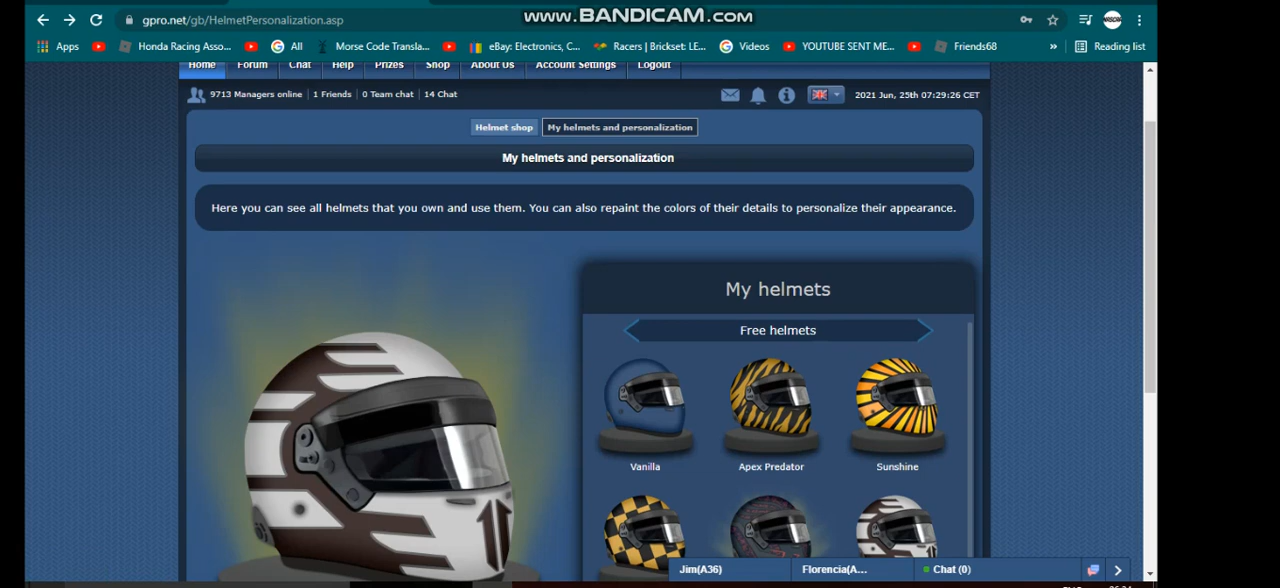 www.BANDICAM.com
gpro.net/gb/HelmetPersonalization.asp
Apps
Honda Racing Asso...
All
Morse Code Transla...
eBay: Electronics, C...
Racers | Brickset: LE...
Videos
YOUTUBE SENT ME...
Friends68
»
Reading list
Home Forum Chat Help Prizes Shop About Us Account Settings Logout
9713 Managers online | 1 Friends | 0 Team chat | 14 Chat
2021 Jun, 25th 07:29:26 CET
Helmet shop My helmets and personalization
My helmets and personalization
Here you can see all helmets that you own and use them. You can also repaint the colors of their details to personalize their appearance.
My helmets
Free helmets
Vanilla Apex Predator Sunshine
Jim(A36) Florencia(A... Chat (0)